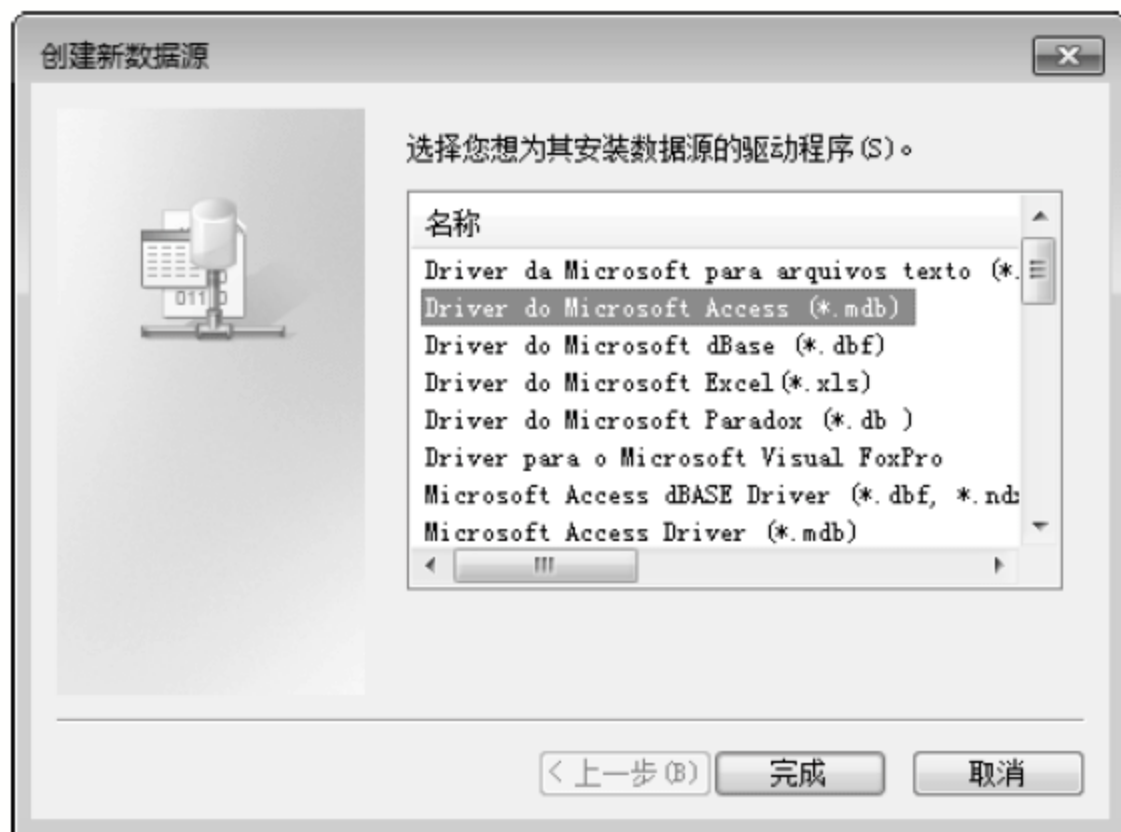 创建新数据源
选择您想为其安装数据源的驱动程序(S)。
名称
Driver da Microsoft para arquivos texto (*.
Driver do Microsoft Access (*.mdb)
Driver do Microsoft dBase (*.dbf)
Driver do Microsoft Excel(*.xls)
Driver do Microsoft Paradox (*.db )
Driver para o Microsoft Visual FoxPro
Microsoft Access dBASE Driver (*.dbf, *.ndx
Microsoft Access Driver (*.mdb)
011 0
< 上一步(B) 完成 取消